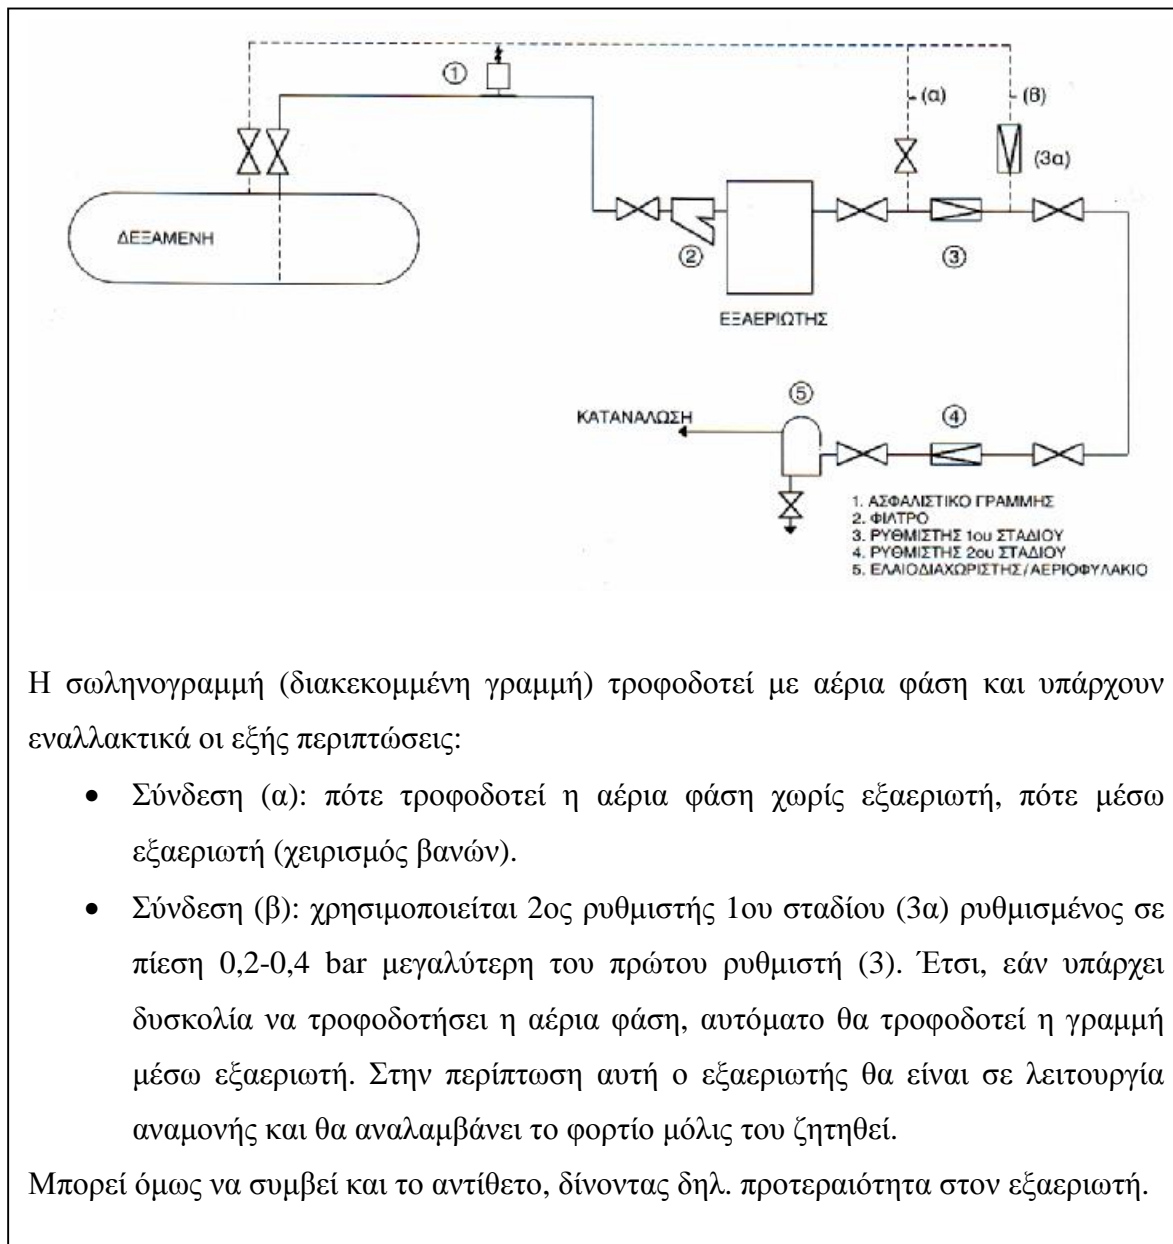 ①
(α)
(β)
(3α)
ΔΕΞΑΜΕΝΗ
②
③
ΕΞΑΕΡΙΩΤΗΣ
⑤
ΚΑΤΑΝΑΛΩΣΗ
④
1. ΑΣΦΑΛΙΣΤΙΚΟ ΓΡΑΜΜΗΣ
2. ΦΙΛΤΡΟ
3. ΡΥΘΜΙΣΤΗΣ 1ου ΣΤΑΔΙΟΥ
4. ΡΥΘΜΙΣΤΗΣ 2ου ΣΤΑΔΙΟΥ
5. ΕΛΑΙΟΔΙΑΧΩΡΙΣΤΗΣ/ΑΕΡΙΟΦΥΛΑΚΙΟ
Η σωληνογραμμή (διακεκομμένη γραμμή) τροφοδοτεί με αέρια φάση και υπάρχουν
εναλλακτικά οι εξής περιπτώσεις:
• Σύνδεση (α): πότε τροφοδοτεί η αέρια φάση χωρίς εξαεριωτή, πότε μέσω
εξαεριωτή (χειρισμός βανών).
• Σύνδεση (β): χρησιμοποιείται 2ος ρυθμιστής 1ου σταδίου (3α) ρυθμισμένος σε
πίεση 0,2-0,4 bar μεγαλύτερη του πρώτου ρυθμιστή (3). Έτσι, εάν υπάρχει
δυσκολία να τροφοδοτήσει η αέρια φάση, αυτόματο θα τροφοδοτεί η γραμμή
μέσω εξαεριωτή. Στην περίπτωση αυτή ο εξαεριωτής θα είναι σε λειτουργία
αναμονής και θα αναλαμβάνει το φορτίο μόλις του ζητηθεί.
Μπορεί όμως να συμβεί και το αντίθετο, δίνοντας δηλ. προτεραιότητα στον εξαεριωτή.